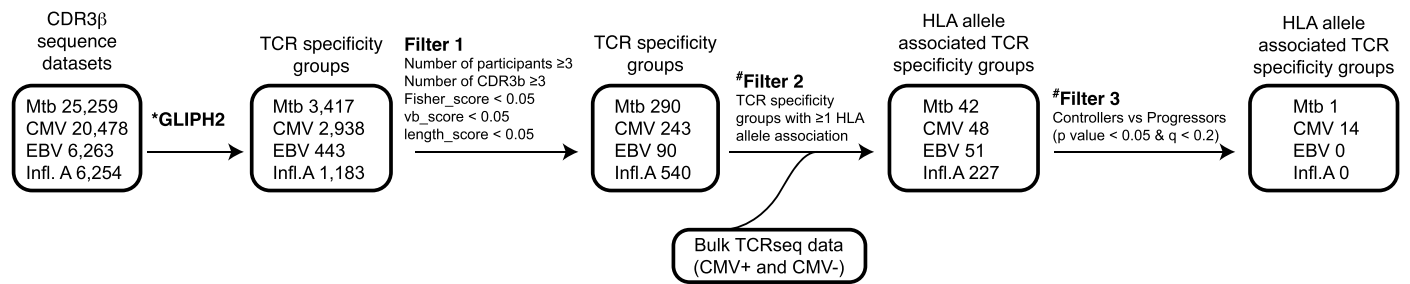 CDR3β
sequence
datasets
Mtb 25,259
CMV 20,478
EBV 6,263
Infl. A 6,254
*GLIPH2
TCR specificity
groups
Mtb 3,417
CMV 2,938
EBV 443
Infl.A 1,183
Filter 1
Number of participants ≥3
Number of CDR3b ≥3
Fisher_score < 0.05
vb_score < 0.05
length_score < 0.05
TCR specificity
groups
Mtb 290
CMV 243
EBV 90
Infl.A 540
#Filter 2
TCR specificity
groups with ≥1 HLA
allele association
Bulk TCRseq data
(CMV+ and CMV-)
HLA allele
associated TCR
specificity groups
Mtb 42
CMV 48
EBV 51
Infl.A 227
#Filter 3
Controllers vs Progressors
(p value < 0.05 & q < 0.2)
HLA allele
associated TCR
specificity groups
Mtb 1
CMV 14
EBV 0
Infl.A 0